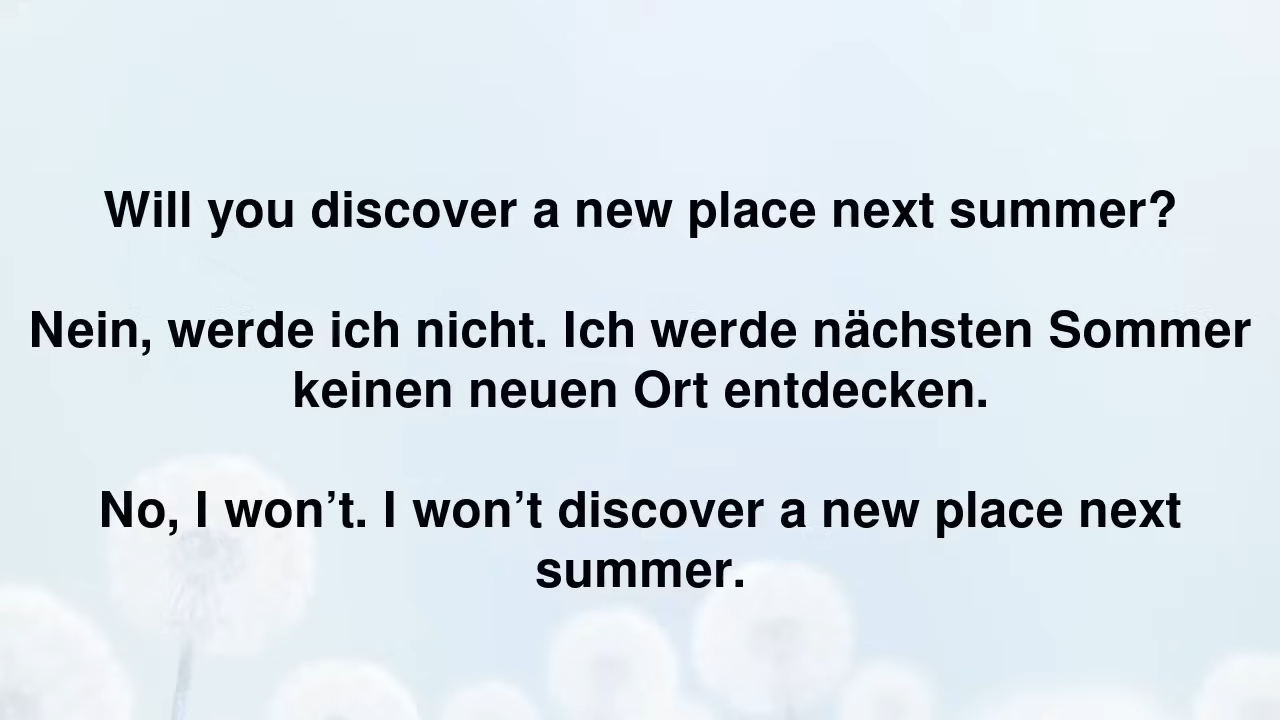 Will you discover a new place next summer?
Nein, werde ich nicht. Ich werde nächsten Sommer
keinen neuen Ort entdecken.
No, I won’t. I won’t discover a new place next
summer.